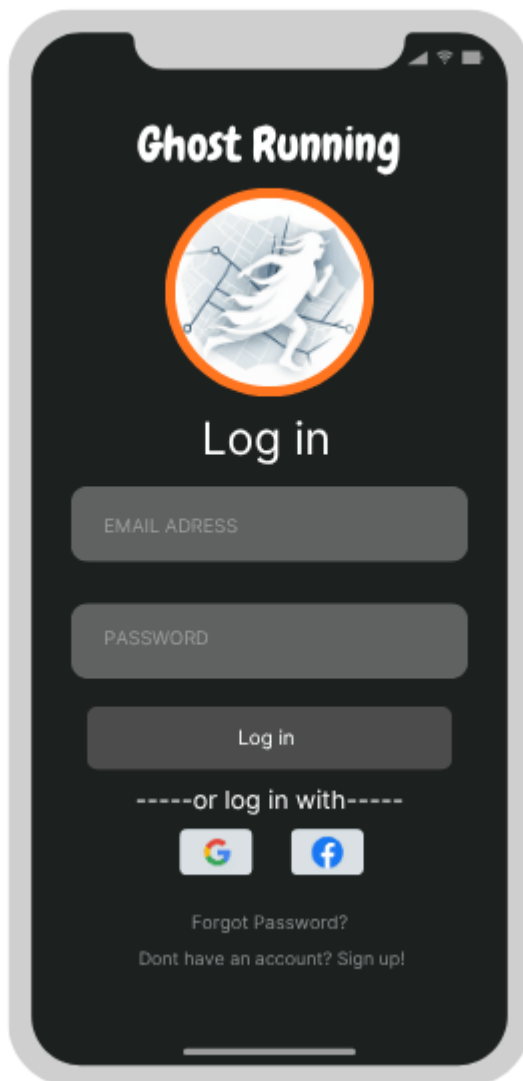 Ghost Running
Log in
EMAIL ADRESS
PASSWORD
Log in
-----or log in with-----
Forgot Password?
Dont have an account? Sign up!